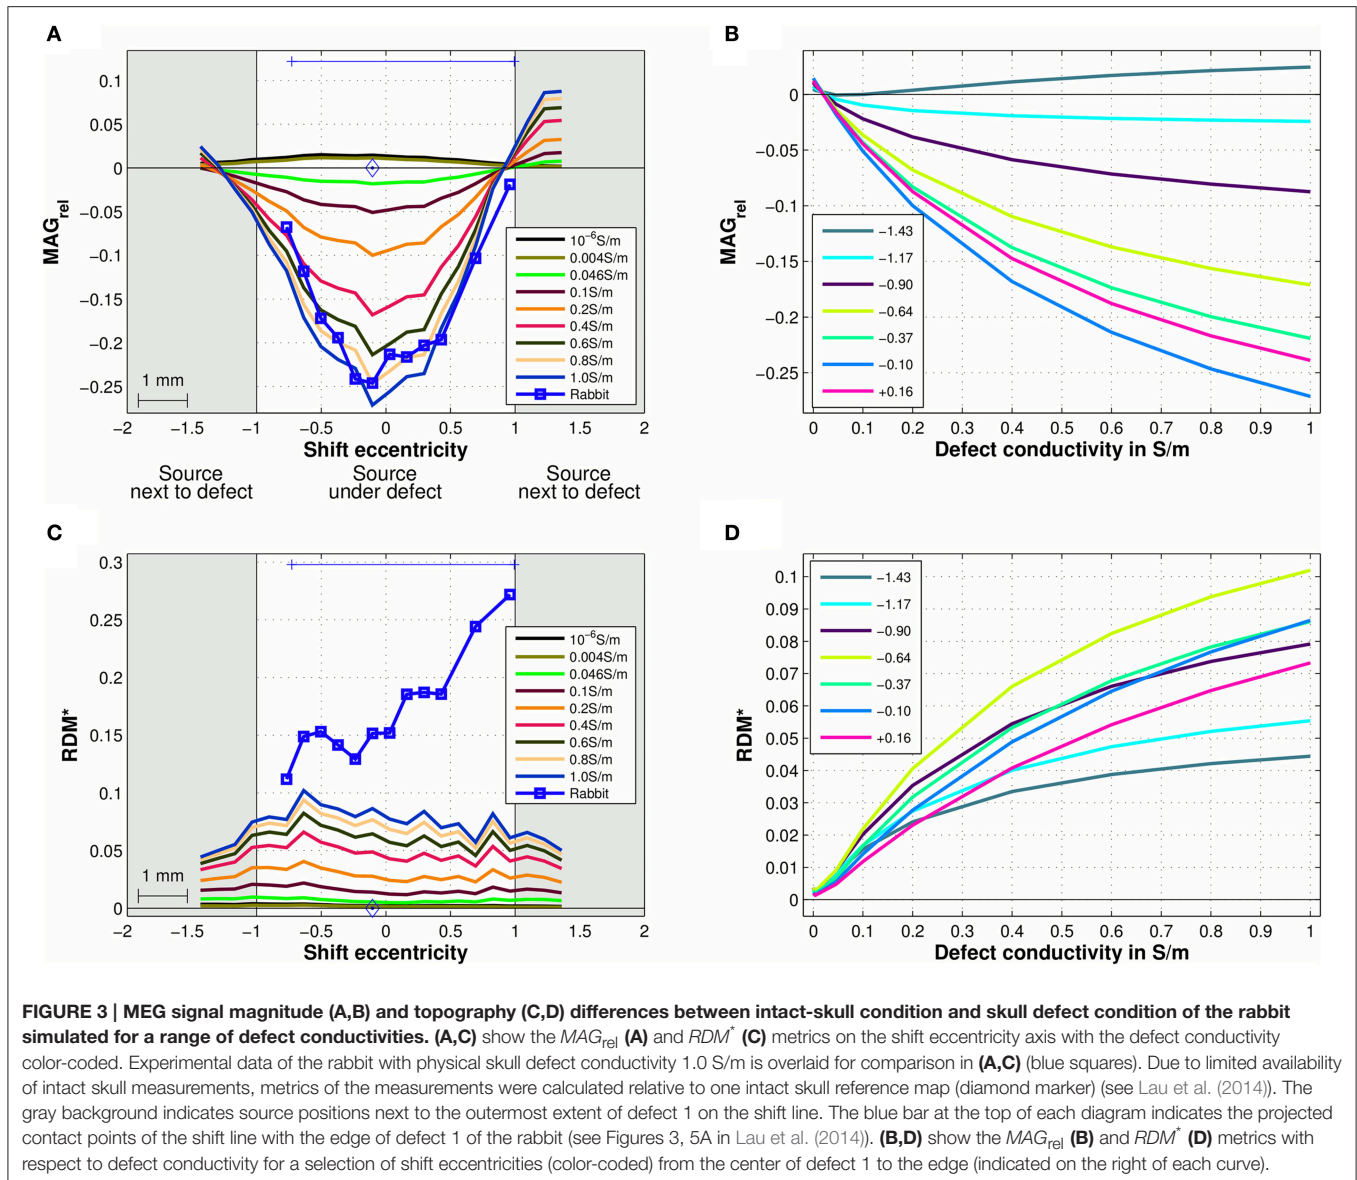 A
MAG_rel
0.1
0.05
0
−0.05
−0.1
−0.15
−0.2
−0.25
1 mm
10^−6S/m
0.004S/m
0.046S/m
0.1S/m
0.2S/m
0.4S/m
0.6S/m
0.8S/m
1.0S/m
Rabbit
−2 −1.5 −1 −0.5 0 0.5 1 1.5 2
Shift eccentricity
Source next to defect
Source under defect
Source next to defect
B
MAG_rel
0
−0.05
−0.1
−0.15
−0.2
−0.25
−1.43
−1.17
−0.90
−0.64
−0.37
−0.10
+0.16
0 0.1 0.2 0.3 0.4 0.5 0.6 0.7 0.8 0.9 1
Defect conductivity in S/m
C
RDM*
0.3
0.25
0.2
0.15
0.1
0.05
0
1 mm
10^−6S/m
0.004S/m
0.046S/m
0.1S/m
0.2S/m
0.4S/m
0.6S/m
0.8S/m
1.0S/m
Rabbit
−2 −1.5 −1 −0.5 0 0.5 1 1.5 2
Shift eccentricity
D
RDM*
0.1
0.09
0.08
0.07
0.06
0.05
0.04
0.03
0.02
0.01
0
−1.43
−1.17
−0.90
−0.64
−0.37
−0.10
+0.16
0 0.1 0.2 0.3 0.4 0.5 0.6 0.7 0.8 0.9 1
Defect conductivity in S/m
FIGURE 3 | MEG signal magnitude (A,B) and topography (C,D) differences between intact-skull condition and skull defect condition of the rabbit
simulated for a range of defect conductivities. (A,C) show the MAG_rel (A) and RDM* (C) metrics on the shift eccentricity axis with the defect conductivity
color-coded. Experimental data of the rabbit with physical skull defect conductivity 1.0 S/m is overlaid for comparison in (A,C) (blue squares). Due to limited availability
of intact skull measurements, metrics of the measurements were calculated relative to one intact skull reference map (diamond marker) (see Lau et al. (2014)). The
gray background indicates source positions next to the outermost extent of defect 1 on the shift line. The blue bar at the top of each diagram indicates the projected
contact points of the shift line with the edge of defect 1 of the rabbit (see Figures 3, 5A in Lau et al. (2014)). (B,D) show the MAG_rel (B) and RDM* (D) metrics with
respect to defect conductivity for a selection of shift eccentricities (color-coded) from the center of defect 1 to the edge (indicated on the right of each curve).